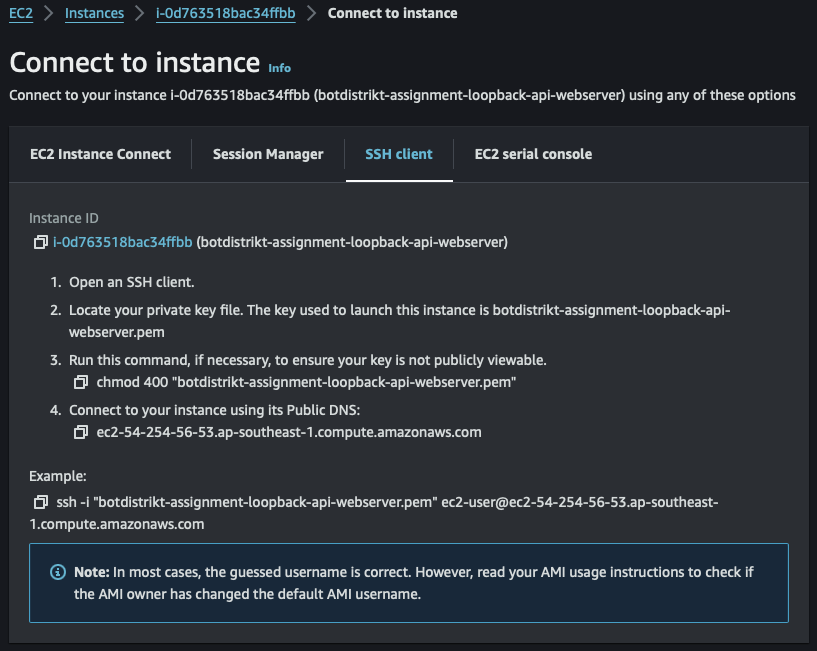 EC2 > Instances > i-0d763518bac34ffbb > Connect to instance
Connect to instance Info
Connect to your instance i-0d763518bac34ffbb (botdistrikt-assignment-loopback-api-webserver) using any of these options
EC2 Instance Connect Session Manager SSH client EC2 serial console
Instance ID
i-0d763518bac34ffbb (botdistrikt-assignment-loopback-api-webserver)
1. Open an SSH client.
2. Locate your private key file. The key used to launch this instance is botdistrikt-assignment-loopback-api-
webserver.pem
3. Run this command, if necessary, to ensure your key is not publicly viewable.
chmod 400 "botdistrikt-assignment-loopback-api-webserver.pem"
4. Connect to your instance using its Public DNS:
ec2-54-254-56-53.ap-southeast-1.compute.amazonaws.com
Example:
ssh -i "botdistrikt-assignment-loopback-api-webserver.pem" ec2-user@ec2-54-254-56-53.ap-southeast-
1.compute.amazonaws.com
Note: In most cases, the guessed username is correct. However, read your AMI usage instructions to check if
the AMI owner has changed the default AMI username.